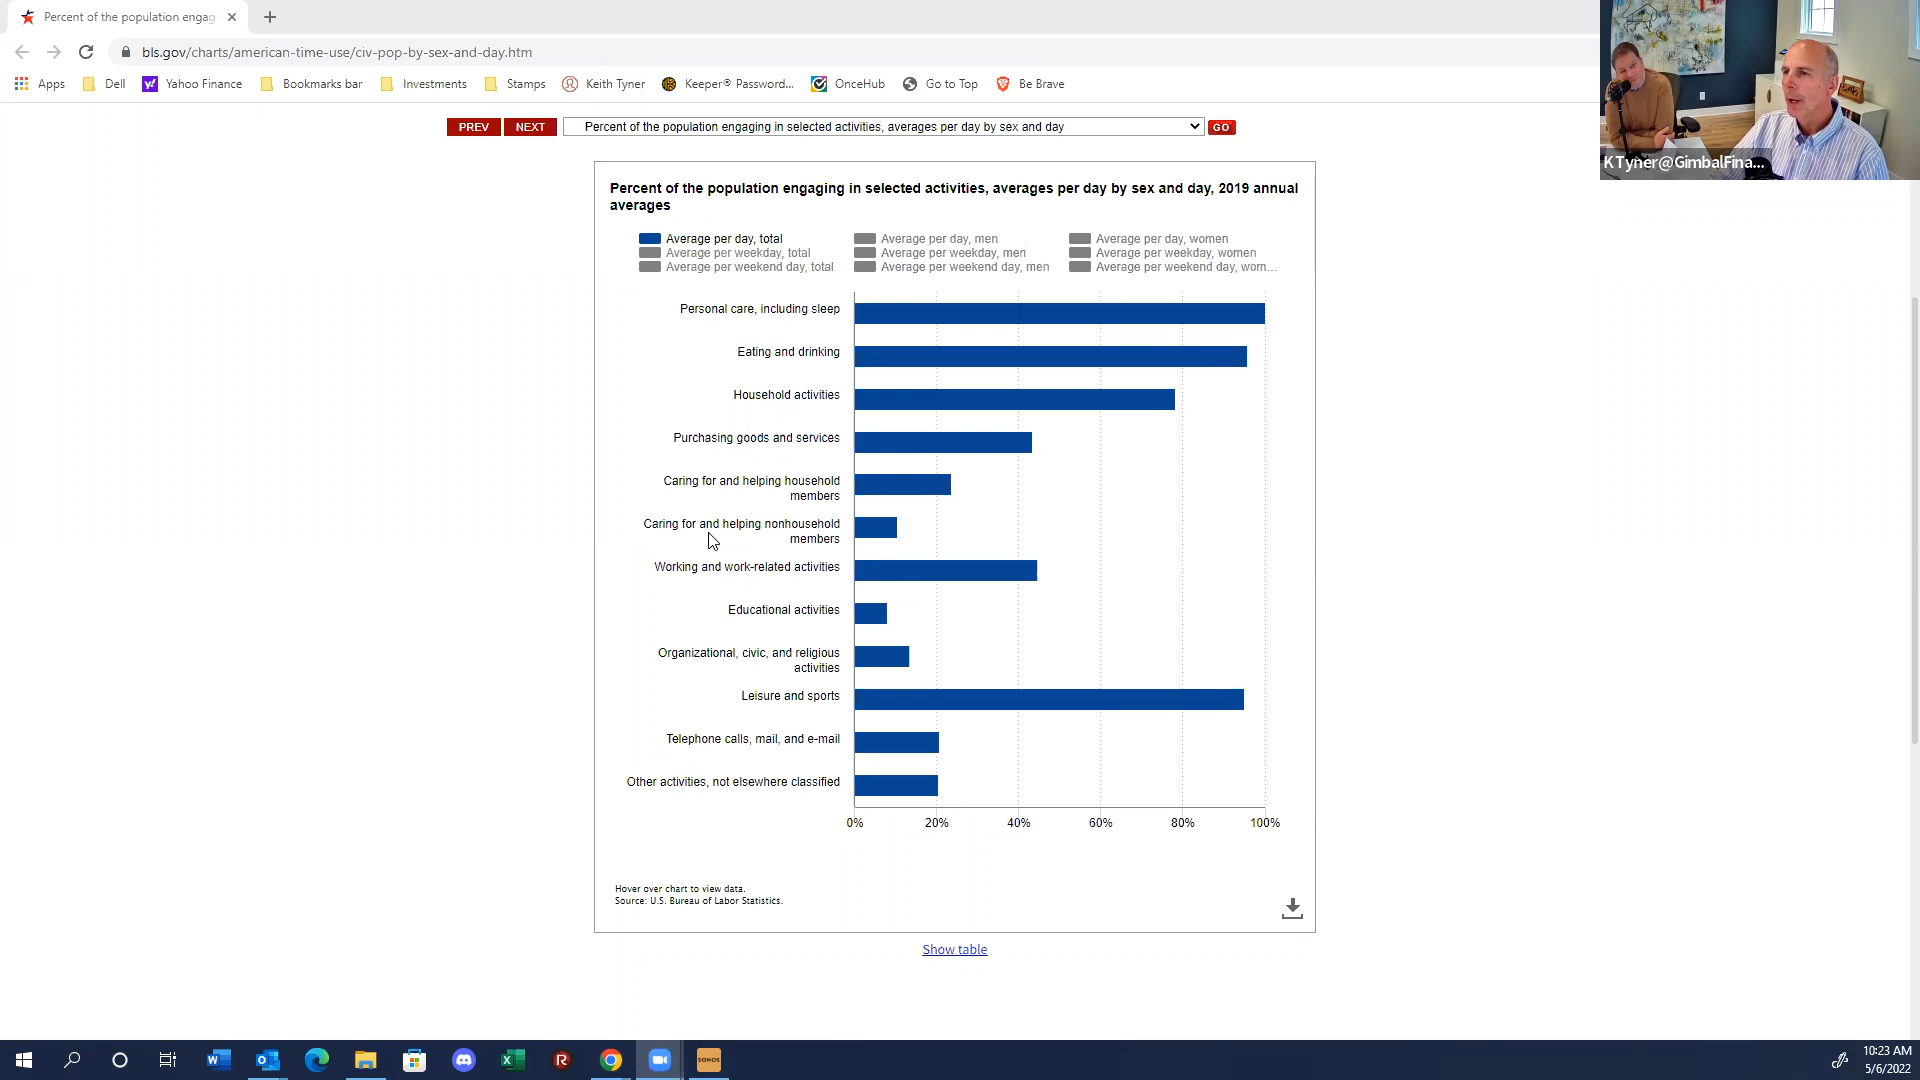 Percent of the population engag
bls.gov/charts/american-time-use/civ-pop-by-sex-and-day.htm
Apps Dell Yahoo Finance Bookmarks bar Investments Stamps Keith Tyner Keeper® Password... OnceHub Go to Top Be Brave
KTyner@GimbalFina...
PREV NEXT Percent of the population engaging in selected activities, averages per day by sex and day GO
Percent of the population engaging in selected activities, averages per day by sex and day, 2019 annual
averages
Average per day, total Average per day, men Average per day, women
Average per weekday, total Average per weekday, men Average per weekday, women
Average per weekend day, total Average per weekend day, men Average per weekend day, wom...
Personal care, including sleep
Eating and drinking
Household activities
Purchasing goods and services
Caring for and helping household
members
Caring for and helping nonhousehold
members
Working and work-related activities
Educational activities
Organizational, civic, and religious
activities
Leisure and sports
Telephone calls, mail, and e-mail
Other activities, not elsewhere classified
0% 20% 40% 60% 80% 100%
Hover over chart to view data.
Source: U.S. Bureau of Labor Statistics.
Show table
SONOS
10:23 AM
5/6/2022